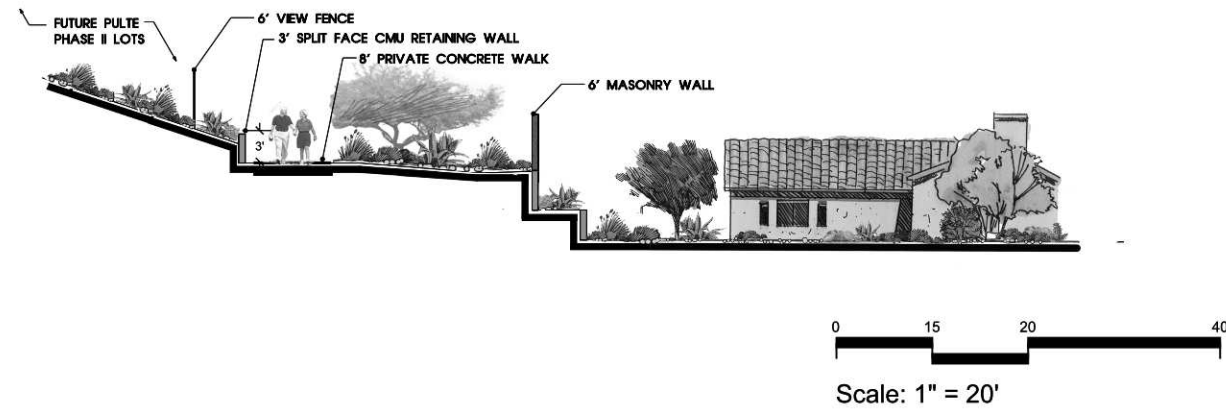 FUTURE PULTE
PHASE II LOTS
6' VIEW FENCE
3' SPLIT FACE CMU RETAINING WALL
8' PRIVATE CONCRETE WALK
6' MASONRY WALL
3'
0 15 20 40
Scale: 1" = 20'